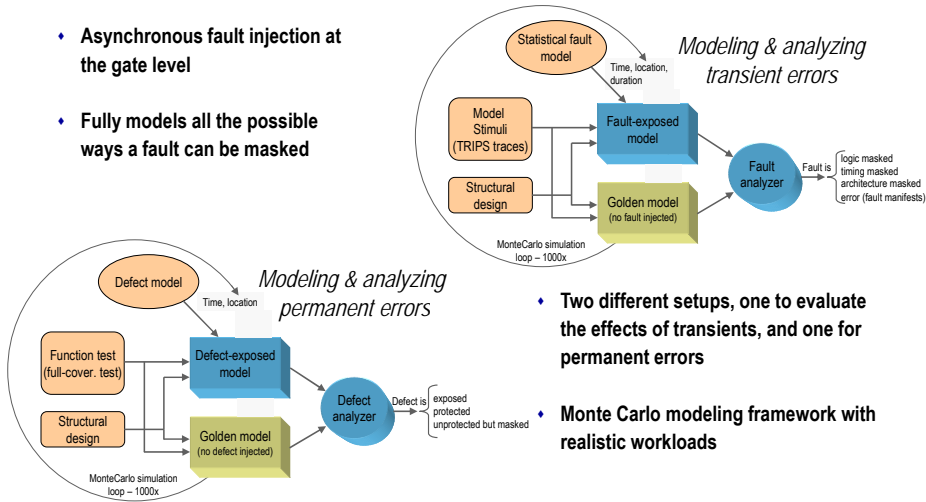 Asynchronous fault injection at
the gate level
Fully models all the possible
ways a fault can be masked
Modeling & analyzing
transient errors
Statistical fault
model
Time, location,
duration
Model
Stimuli
(TRIPS traces)
Structural
design
Fault-exposed
model
Golden model
(no fault injected)
Fault
analyzer
Fault is
logic masked
timing masked
architecture masked
error (fault manifests)
MonteCarlo simulation
loop – 1000x
Modeling & analyzing
permanent errors
Defect model
Time, location
Function test
(full-cover. test)
Structural
design
Defect-exposed
model
Golden model
(no defect injected)
Defect
analyzer
Defect is
exposed
protected
unprotected but masked
MonteCarlo simulation
loop – 1000x
Two different setups, one to evaluate
the effects of transients, and one for
permanent errors
Monte Carlo modeling framework with
realistic workloads